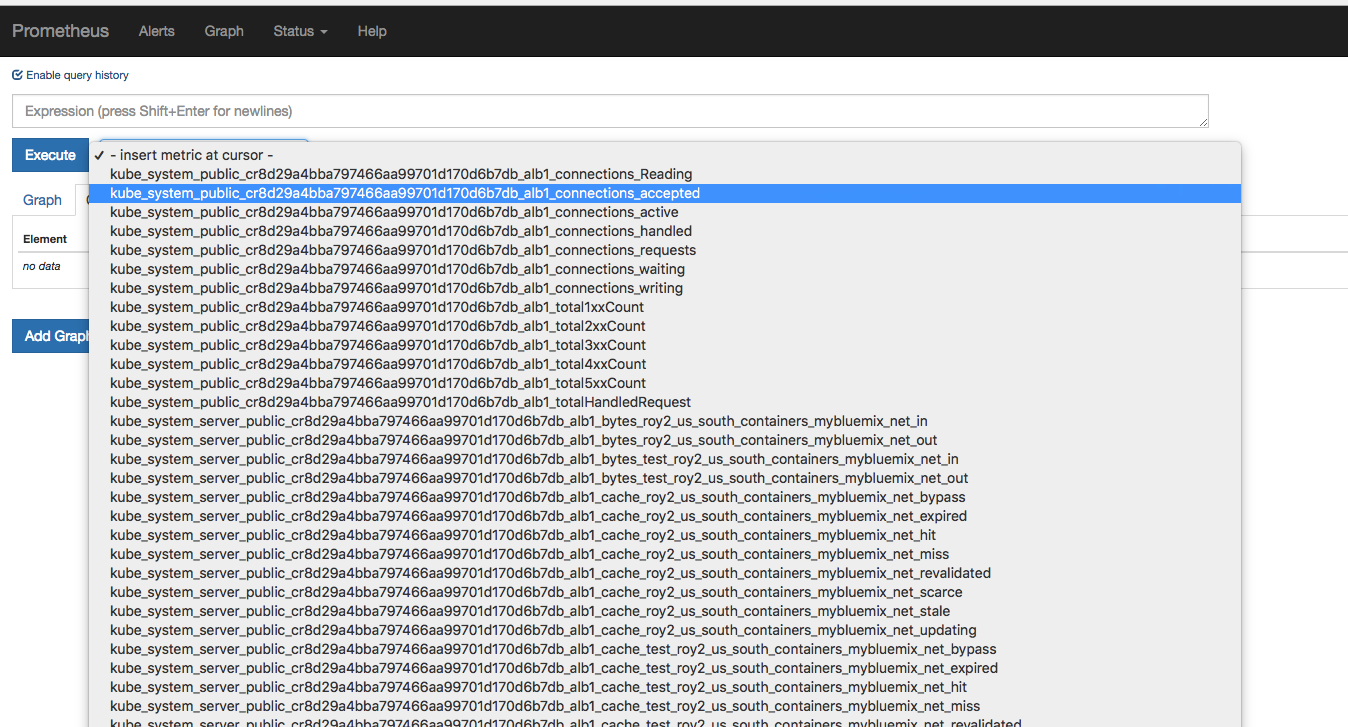 Prometheus Alerts Graph Status Help
Enable query history
Expression (press Shift+Enter for newlines)
Execute
- insert metric at cursor -
kube_system_public_cr8d29a4bba797466aa99701d170d6b7db_alb1_connections_Reading
kube_system_public_cr8d29a4bba797466aa99701d170d6b7db_alb1_connections_accepted
Graph
kube_system_public_cr8d29a4bba797466aa99701d170d6b7db_alb1_connections_active
kube_system_public_cr8d29a4bba797466aa99701d170d6b7db_alb1_connections_handled
Element
kube_system_public_cr8d29a4bba797466aa99701d170d6b7db_alb1_connections_requests
no data
kube_system_public_cr8d29a4bba797466aa99701d170d6b7db_alb1_connections_waiting
kube_system_public_cr8d29a4bba797466aa99701d170d6b7db_alb1_connections_writing
kube_system_public_cr8d29a4bba797466aa99701d170d6b7db_alb1_total1xxCount
kube_system_public_cr8d29a4bba797466aa99701d170d6b7db_alb1_total2xxCount
Add Graph
kube_system_public_cr8d29a4bba797466aa99701d170d6b7db_alb1_total3xxCount
kube_system_public_cr8d29a4bba797466aa99701d170d6b7db_alb1_total4xxCount
kube_system_public_cr8d29a4bba797466aa99701d170d6b7db_alb1_total5xxCount
kube_system_public_cr8d29a4bba797466aa99701d170d6b7db_alb1_totalHandledRequest
kube_system_server_public_cr8d29a4bba797466aa99701d170d6b7db_alb1_bytes_roy2_us_south_containers_mybluemix_net_in
kube_system_server_public_cr8d29a4bba797466aa99701d170d6b7db_alb1_bytes_roy2_us_south_containers_mybluemix_net_out
kube_system_server_public_cr8d29a4bba797466aa99701d170d6b7db_alb1_bytes_test_roy2_us_south_containers_mybluemix_net_in
kube_system_server_public_cr8d29a4bba797466aa99701d170d6b7db_alb1_bytes_test_roy2_us_south_containers_mybluemix_net_out
kube_system_server_public_cr8d29a4bba797466aa99701d170d6b7db_alb1_cache_roy2_us_south_containers_mybluemix_net_bypass
kube_system_server_public_cr8d29a4bba797466aa99701d170d6b7db_alb1_cache_roy2_us_south_containers_mybluemix_net_expired
kube_system_server_public_cr8d29a4bba797466aa99701d170d6b7db_alb1_cache_roy2_us_south_containers_mybluemix_net_hit
kube_system_server_public_cr8d29a4bba797466aa99701d170d6b7db_alb1_cache_roy2_us_south_containers_mybluemix_net_miss
kube_system_server_public_cr8d29a4bba797466aa99701d170d6b7db_alb1_cache_roy2_us_south_containers_mybluemix_net_revalidated
kube_system_server_public_cr8d29a4bba797466aa99701d170d6b7db_alb1_cache_roy2_us_south_containers_mybluemix_net_scarce
kube_system_server_public_cr8d29a4bba797466aa99701d170d6b7db_alb1_cache_roy2_us_south_containers_mybluemix_net_stale
kube_system_server_public_cr8d29a4bba797466aa99701d170d6b7db_alb1_cache_roy2_us_south_containers_mybluemix_net_updating
kube_system_server_public_cr8d29a4bba797466aa99701d170d6b7db_alb1_cache_test_roy2_us_south_containers_mybluemix_net_bypass
kube_system_server_public_cr8d29a4bba797466aa99701d170d6b7db_alb1_cache_test_roy2_us_south_containers_mybluemix_net_expired
kube_system_server_public_cr8d29a4bba797466aa99701d170d6b7db_alb1_cache_test_roy2_us_south_containers_mybluemix_net_hit
kube_system_server_public_cr8d29a4bba797466aa99701d170d6b7db_alb1_cache_test_roy2_us_south_containers_mybluemix_net_miss
kube_system_server_public_cr8d29a4bba797466aa99701d170d6b7db_alb1_cache_test_roy2_us_south_containers_mybluemix_net_revalidated